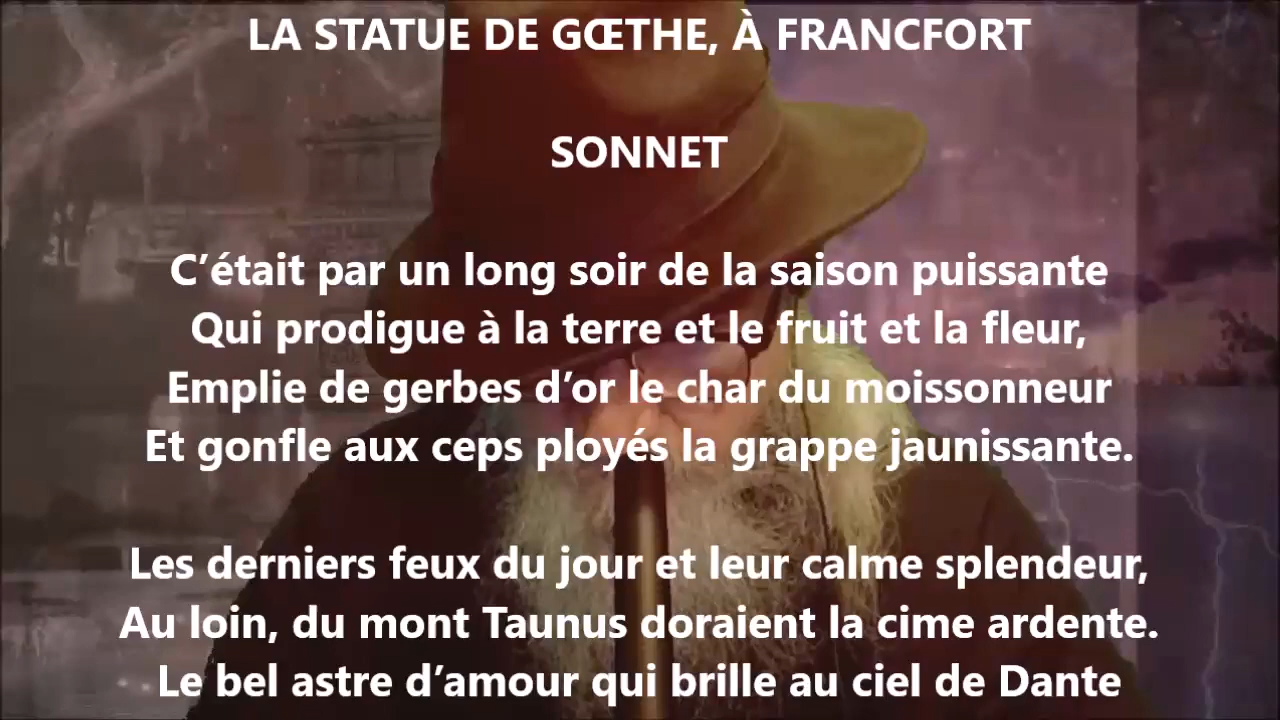 LA STATUE DE GŒTHE, À FRANCFORT
SONNET
C’était par un long soir de la saison puissante
Qui prodigue à la terre et le fruit et la fleur,
Emplie de gerbes d’or le char du moissonneur
Et gonfle aux ceps ployés la grappe jaunissante.
Les derniers feux du jour et leur calme splendeur,
Au loin, du mont Taunus doraient la cime ardente.
Le bel astre d’amour qui brille au ciel de Dante